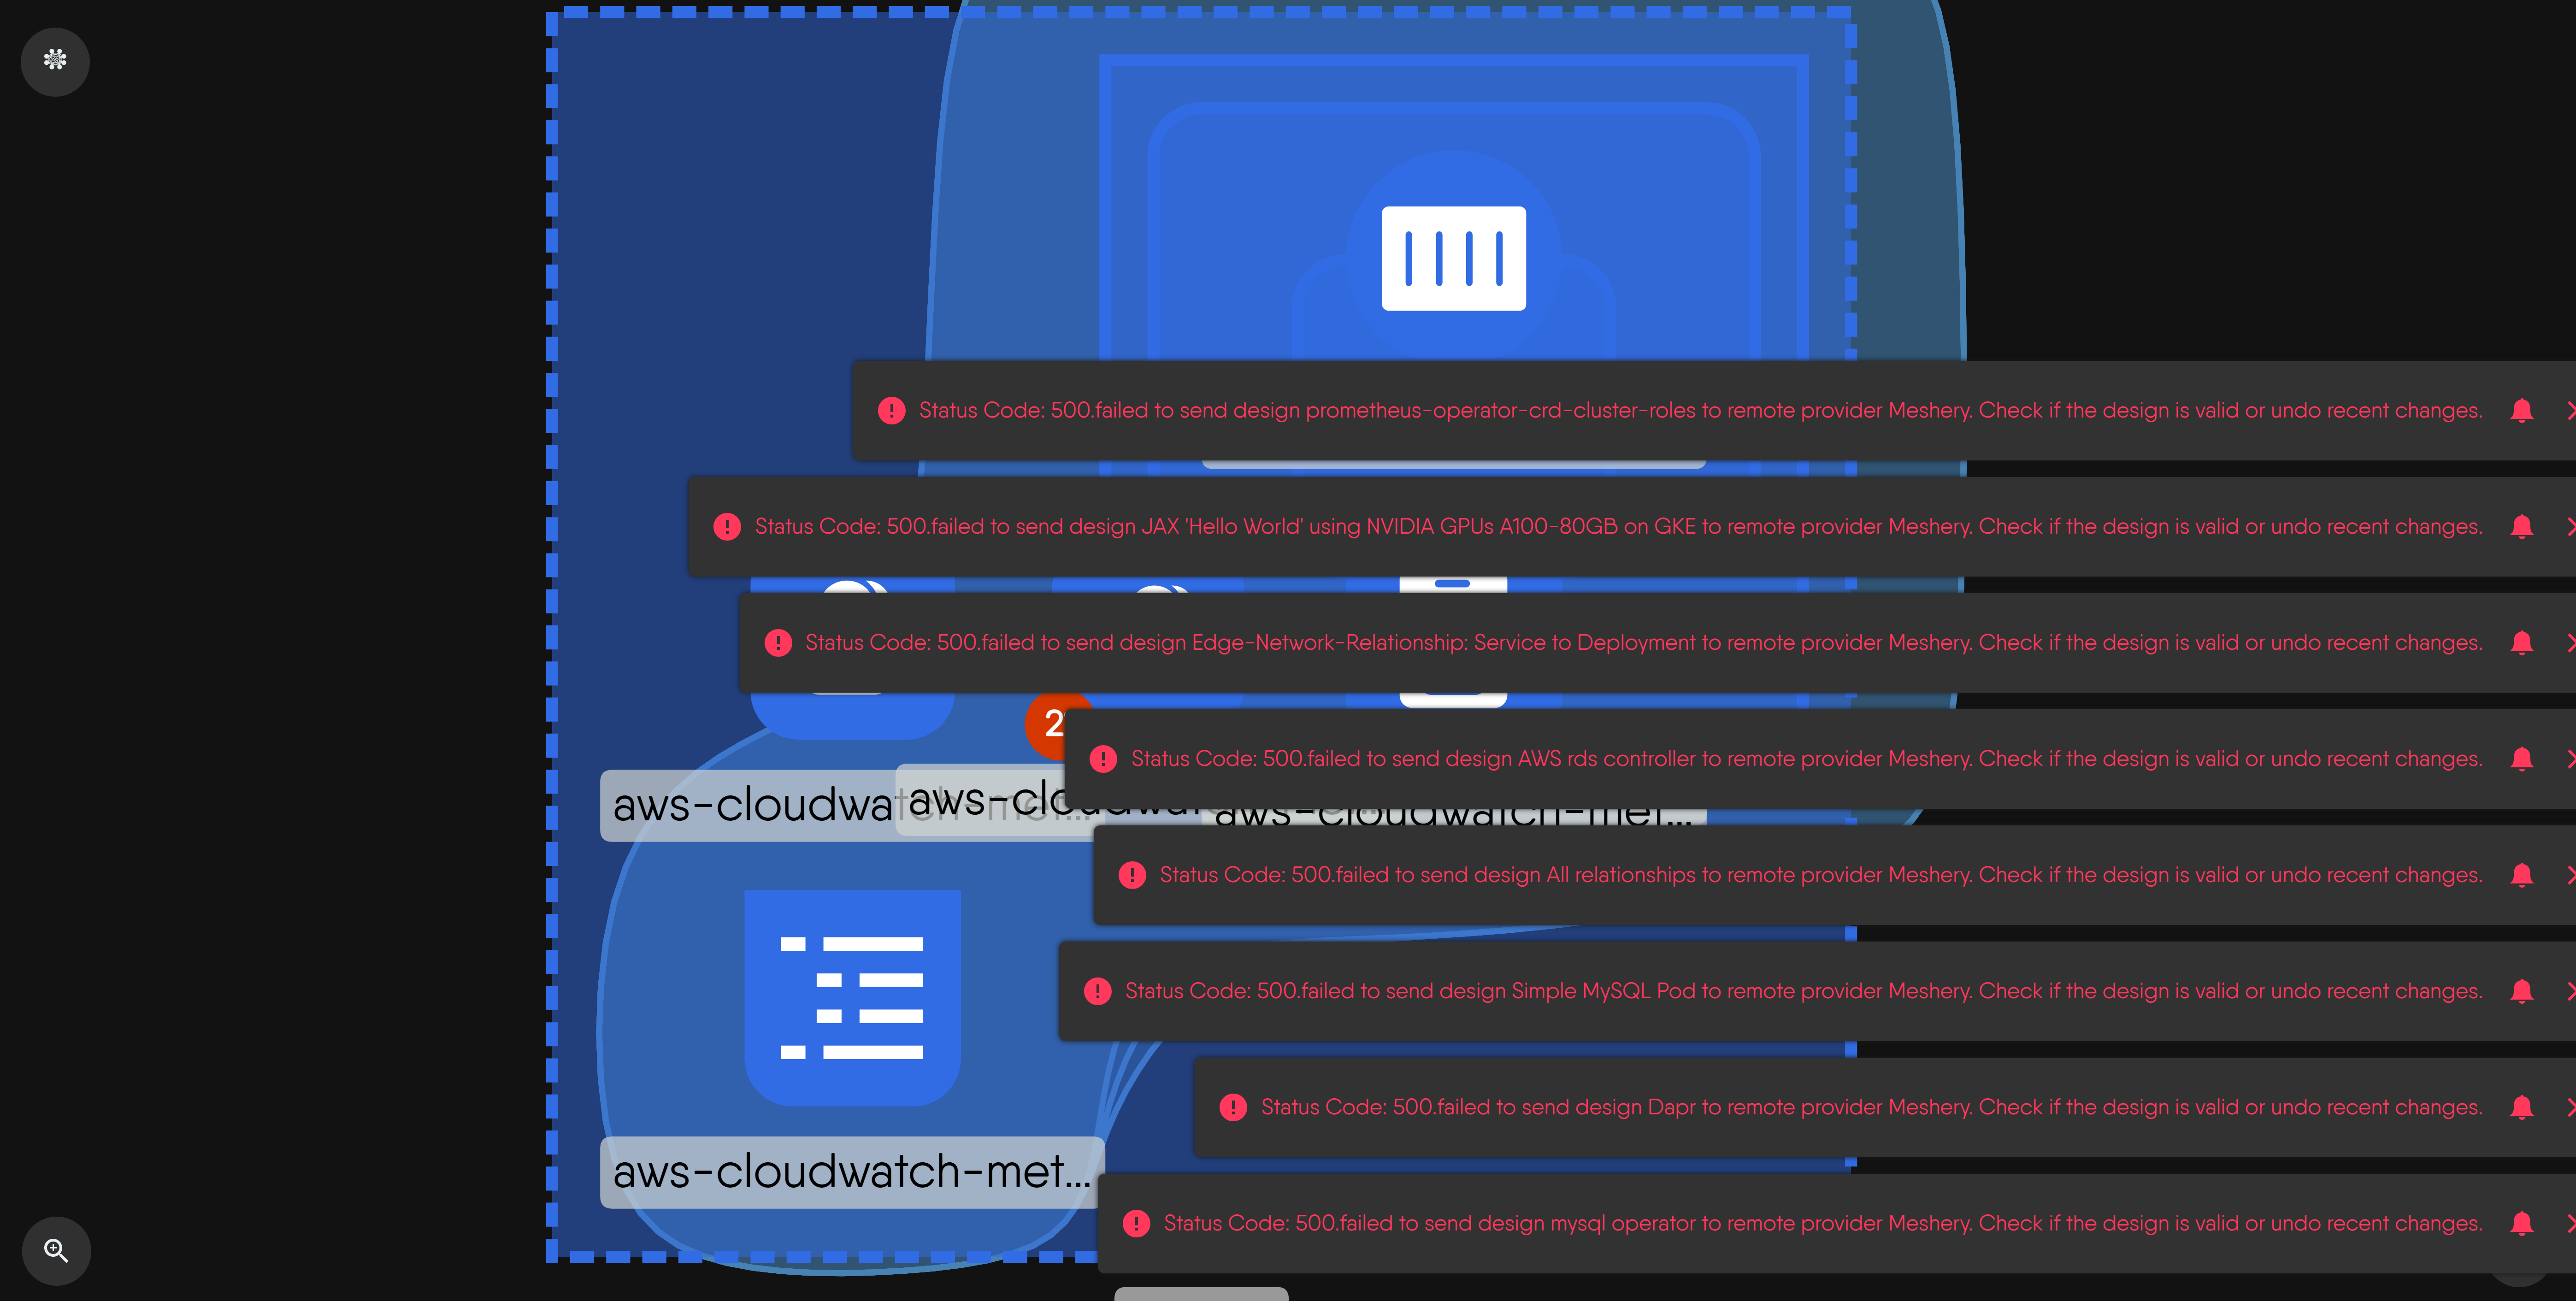 Status Code: 500.failed to send design prometheus-operator-crd-cluster-roles to remote provider Meshery. Check if the design is valid or undo recent changes.
Status Code: 500.failed to send design JAX 'Hello World' using NVIDIA GPUs A100-80GB on GKE to remote provider Meshery. Check if the design is valid or undo recent changes.
Status Code: 500.failed to send design Edge-Network-Relationship: Service to Deployment to remote provider Meshery. Check if the design is valid or undo recent changes.
2
Status Code: 500.failed to send design AWS rds controller to remote provider Meshery. Check if the design is valid or undo recent changes.
aws-cloudwatch-met...
aws-cloudwat
aws-cloudwatch-met...
Status Code: 500.failed to send design All relationships to remote provider Meshery. Check if the design is valid or undo recent changes.
Status Code: 500.failed to send design Simple MySQL Pod to remote provider Meshery. Check if the design is valid or undo recent changes.
Status Code: 500.failed to send design Dapr to remote provider Meshery. Check if the design is valid or undo recent changes.
aws-cloudwatch-met...
Status Code: 500.failed to send design mysql operator to remote provider Meshery. Check if the design is valid or undo recent changes.